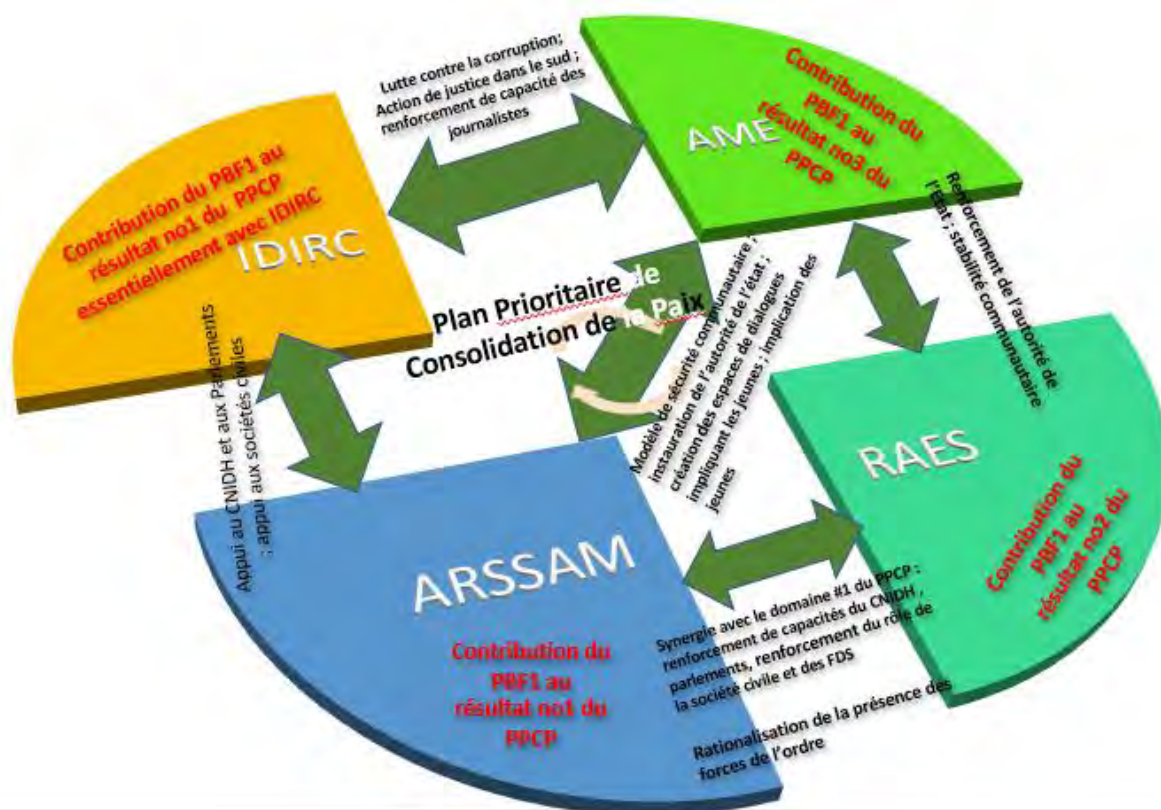 Lutte contre la corruption;
Action de justice dans le sud ;
renforcement de capacité des
journalistes
Contribution du PBF1 au
résultat no1 du PPCP
essentiellement avec IDIRC
IDIRC
AME
Contribution du
PBF1 au
résultat no3 du
PPCP
Renforcement de l'autorité de
l'État ; stabilité communautaire
Plan Prioritaire de
Consolidation de la Paix
Appui au CNIDH et aux Parlements
; appui aux sociétés civiles
Modèle de sécurité communautaire ;
instauration de l'autorité de l'état ;
création des espaces de dialogues
impliquant les jeunes ; implication des
jeunes
RAES
Contribution du
PBF1 au
résultat no2 du
PPCP
ARSSAM
Contribution du
PBF1 au
résultat no1 du
PPCP
Synergie avec le domaine #1 du PPCP :
renforcement de capacités du CNIDH ,
parlements, renforcement du rôle de
la société civile et des FDS
Rationalisation de la présence des
forces de l'ordre